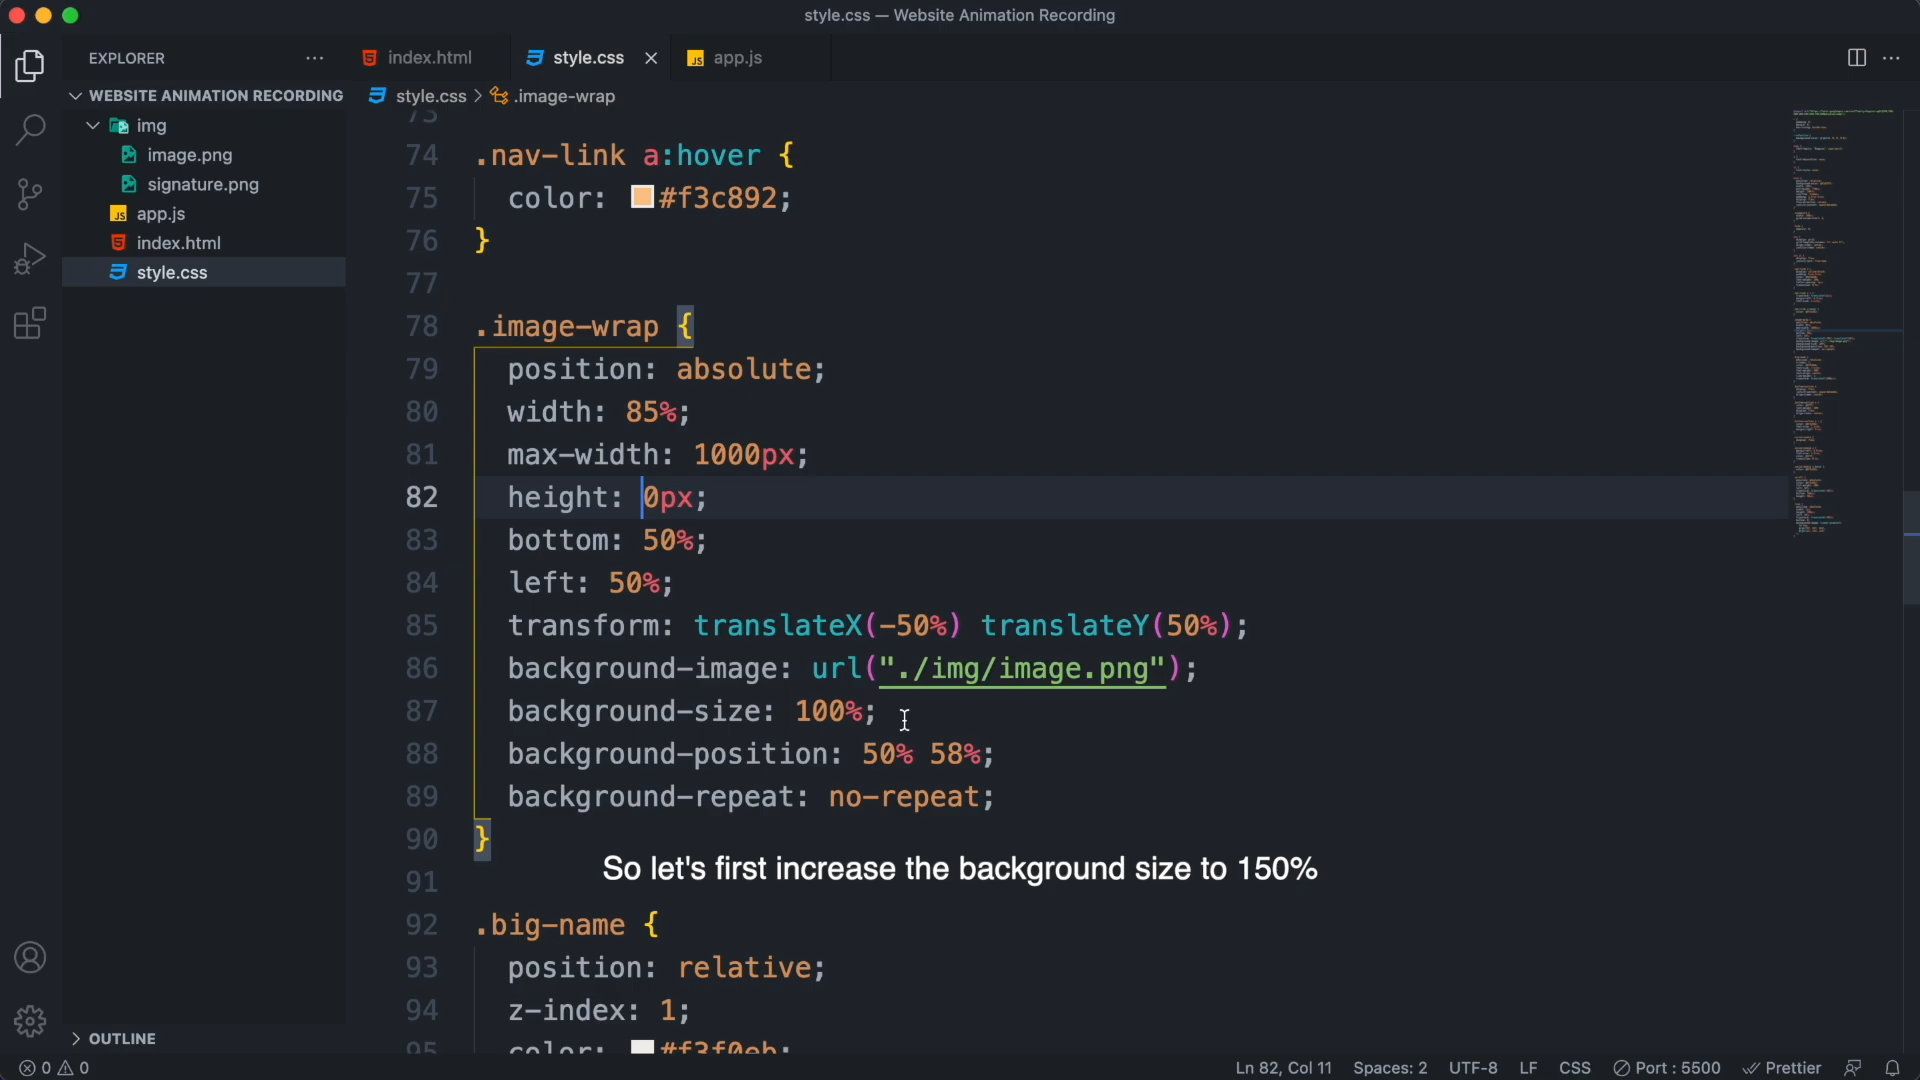 style.css — Website Animation Recording
EXPLORER
index.html
style.css
app.js
WEBSITE ANIMATION RECORDING
style.css > .image-wrap
img
image.png
signature.png
app.js
index.html
style.css
73
74 .nav-link a:hover {
75 color: #f3c892;
76 }
77
78 .image-wrap {
79 position: absolute;
80 width: 85%;
81 max-width: 1000px;
82 height: 0px;
83 bottom: 50%;
84 left: 50%;
85 transform: translateX(-50%) translateY(50%);
86 background-image: url("./img/image.png");
87 background-size: 100%;
88 background-position: 50% 58%;
89 background-repeat: no-repeat;
90 }
So let's first increase the background size to 150%
91
92 .big-name {
93 position: relative;
94 z-index: 1;
95 color: #f3f0eb;
OUTLINE
0 0
Ln 82, Col 11
Spaces: 2
UTF-8
LF
CSS
Port : 5500
Prettier